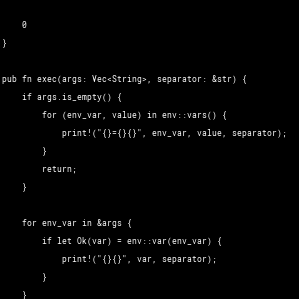 0
}
pub fn exec(args: Vec<String>, separator: &str) {
if args.is_empty() {
for (env_var, value) in env::vars() {
print!("{}={}{}", env_var, value, separator);
}
return;
}
for env_var in &args {
if let Ok(var) = env::var(env_var) {
print!("{}{}", var, separator);
}
}